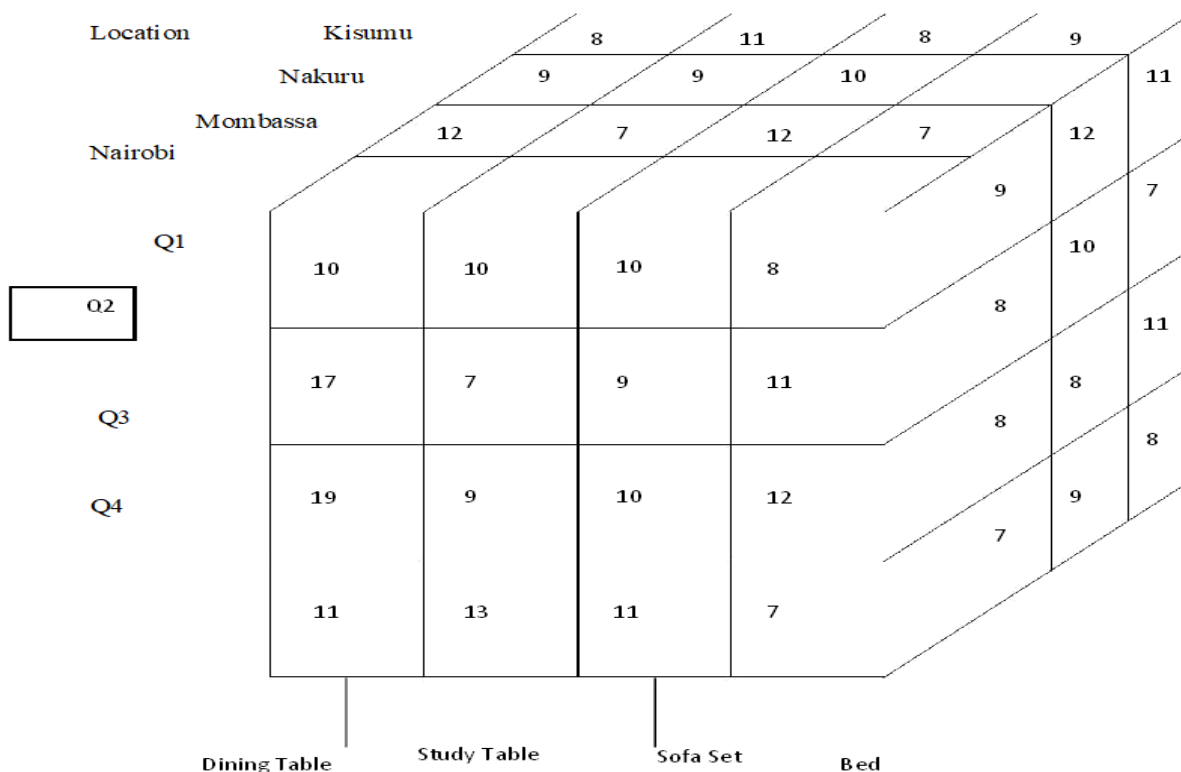 Location Kisumu 8 11 8 9
Nakuru 9 9 10 11
Mombassa 12 7 12 7 12
Nairobi
9 7
Q1
10 10 10 8 10
Q2 8
11
17 7 9 11 8
Q3 8
8
Q4 19 9 10 12 9
7
11 13 11 7
Dining Table Study Table Sofa Set Bed